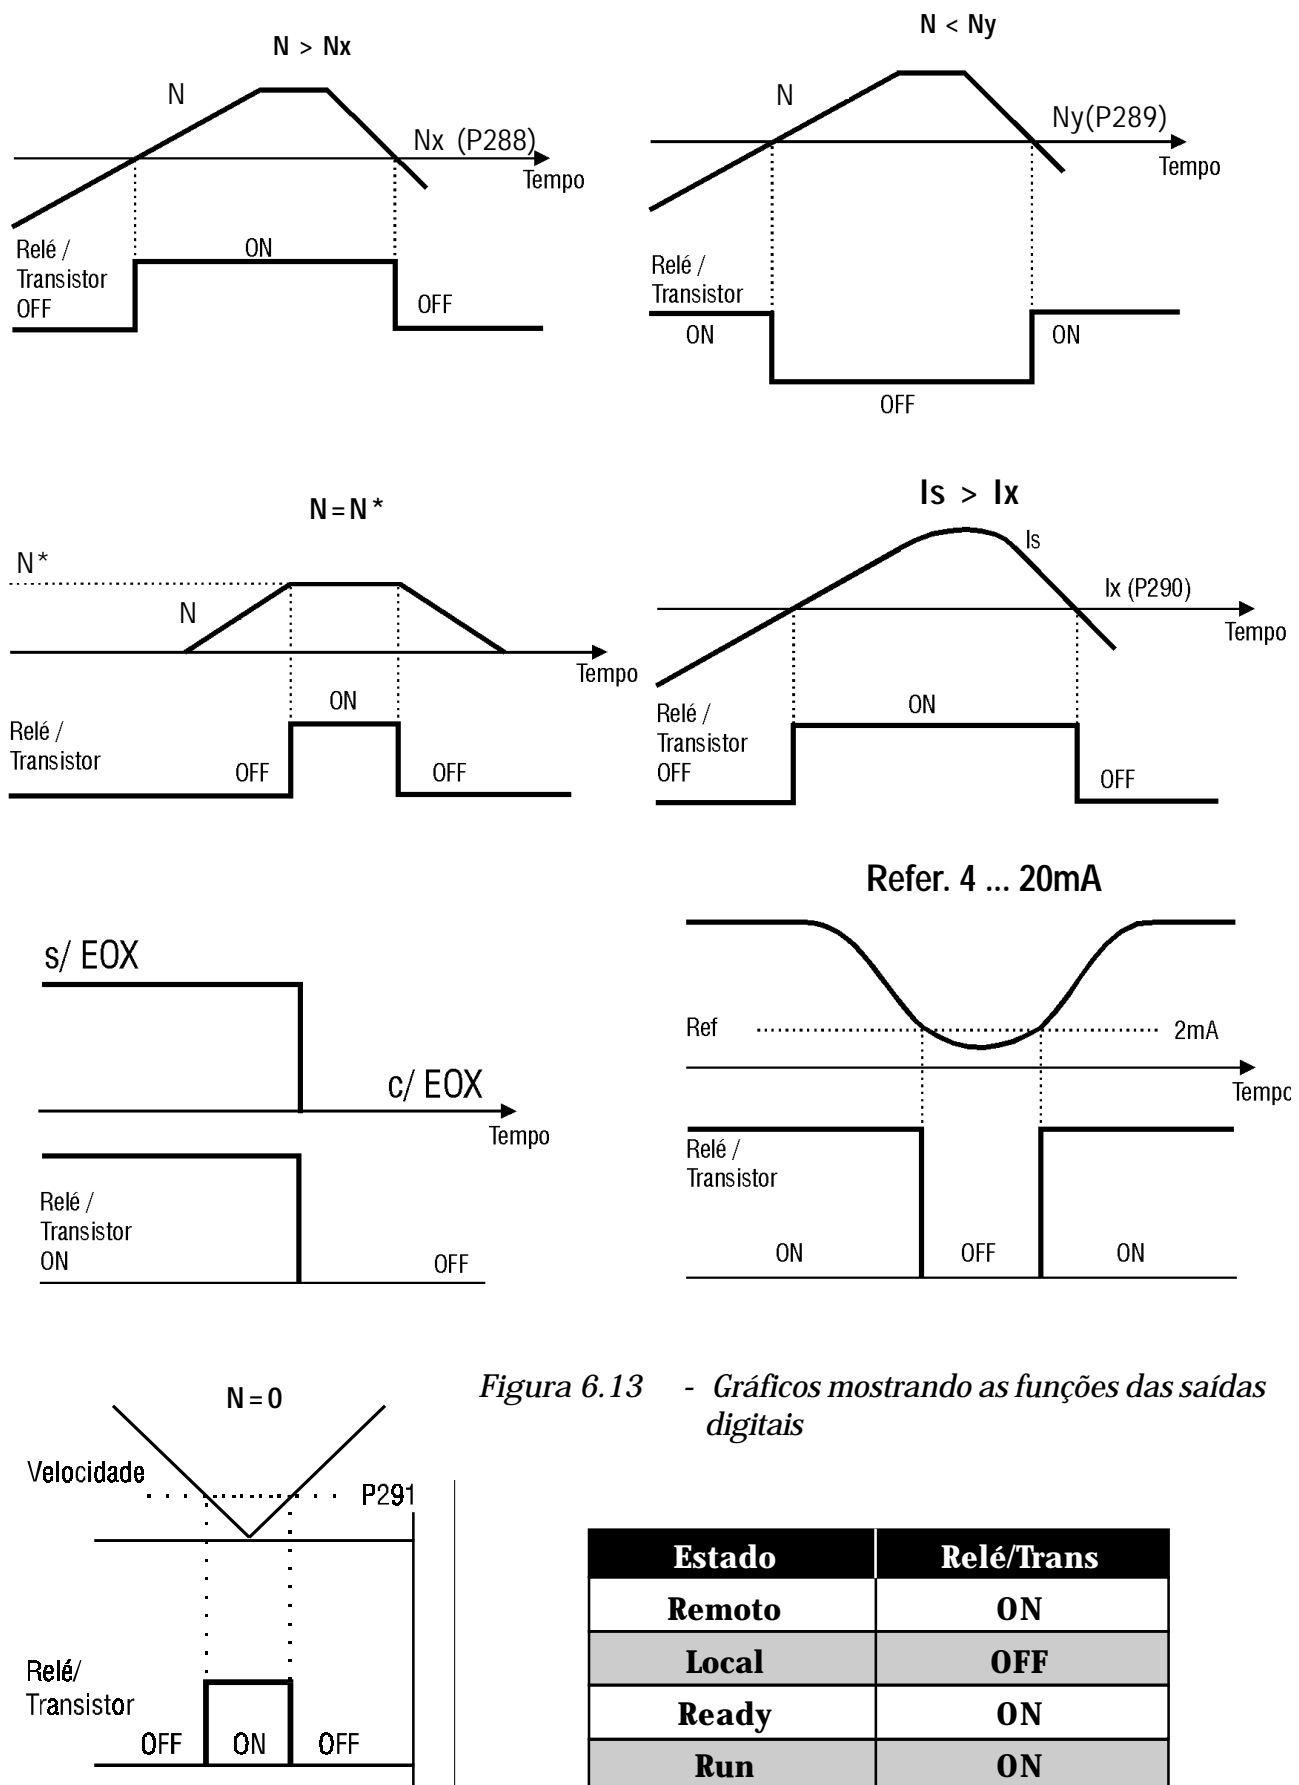 N > Nx
N
Nx (P288)
Tempo
Relé /
Transistor
OFF
ON
OFF
N < Ny
N
Ny(P289)
Tempo
Relé /
Transistor
ON
OFF
ON
N = N *
N*
N
Tempo
Relé /
Transistor
OFF
ON
OFF
Is > Ix
Is
Ix (P290)
Tempo
Relé /
Transistor
OFF
ON
OFF
s/ EOX
c/ EOX
Tempo
Relé /
Transistor
ON
OFF
Refer. 4 ... 20mA
Ref
2mA
Tempo
Relé /
Transistor
ON
OFF
ON
Figura 6.13 - Gráficos mostrando as funções das saídas
digitais
N = 0
Velocidade
P291
Relé/
Transistor
OFF
ON
OFF
Estado Relé/Trans
Remoto ON
Local OFF
Ready ON
Run ON